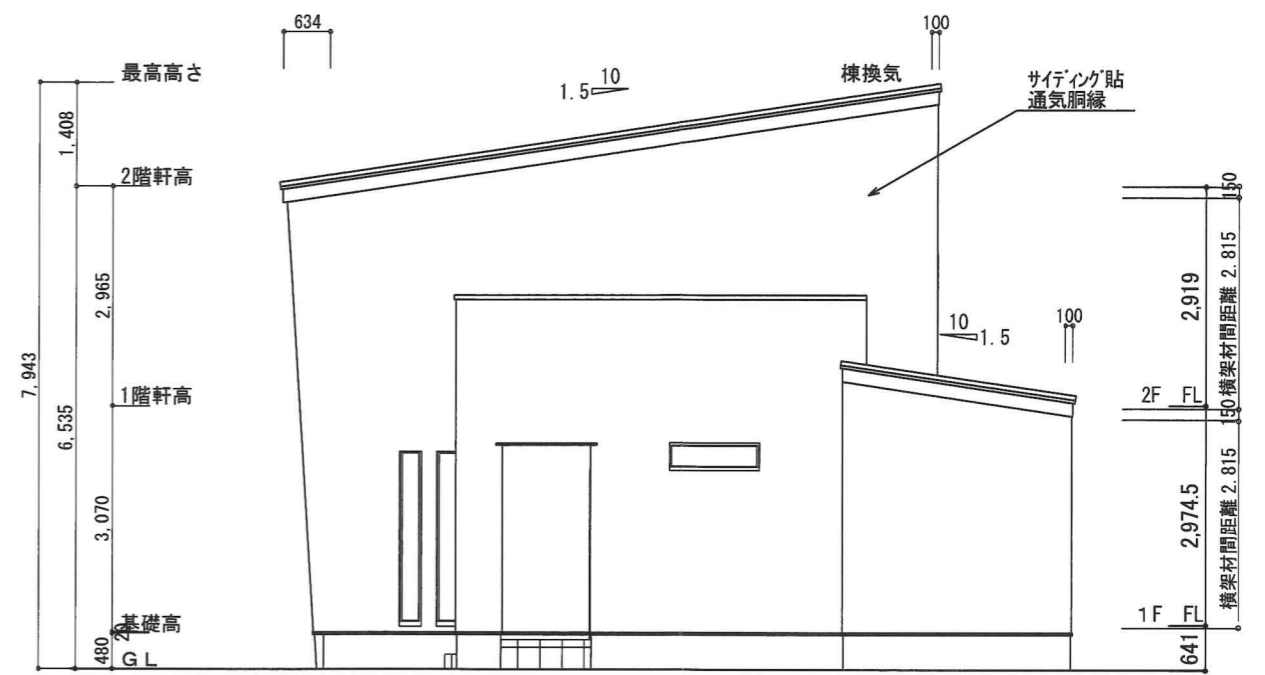 634
100
最高高さ
10
1.5
棟換気
サイディング貼
通気胴縁
1,408
2階軒高
150
2,965
2,919
横架材間距離 2.815
7,943
6,535
10
1.5
100
1階軒高
2F FL
150
3,070
2,974.5
横架材間距離 2.815
基礎高
20
1F FL
480
GL
641